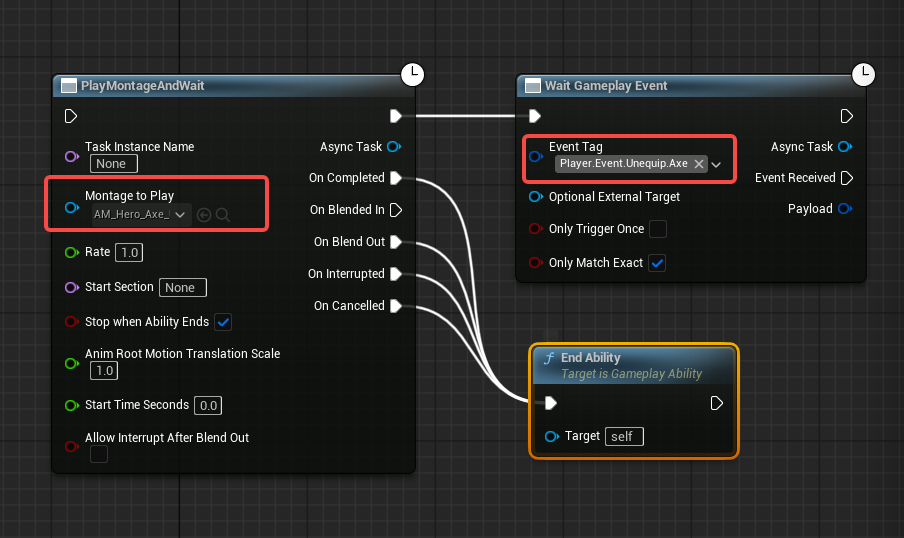 PlayMontageAndWait
Task Instance Name
None
Montage to Play
AM_Hero_Axe_
Rate 1.0
Start Section None
Stop when Ability Ends
Anim Root Motion Translation Scale
1.0
Start Time Seconds 0.0
Allow Interrupt After Blend Out
Async Task
On Completed
On Blended In
On Blend Out
On Interrupted
On Cancelled
Wait Gameplay Event
Event Tag
Player.Event.Unequip.Axe
Optional External Target
Only Trigger Once
Only Match Exact
Async Task
Event Received
Payload
f End Ability
Target is Gameplay Ability
Target self